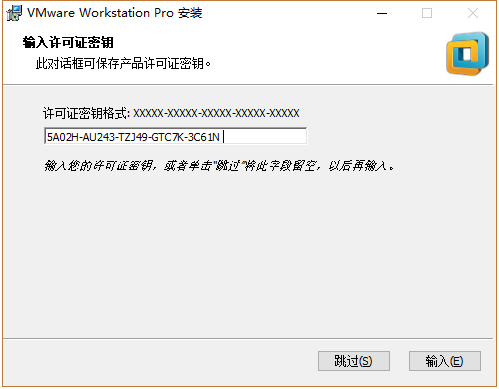 VMware Workstation Pro 安装
输入许可证密钥
此对话框可保存产品许可证密钥。
许可证密钥格式: XXXXX-XXXXX-XXXXX-XXXXX-XXXXX
5A02H-AU243-TZJ49-GTC7K-3C61N
输入您的许可证密钥，或者单击"跳过"将此字段留空，以后再输入。
跳过(S) 输入(E)